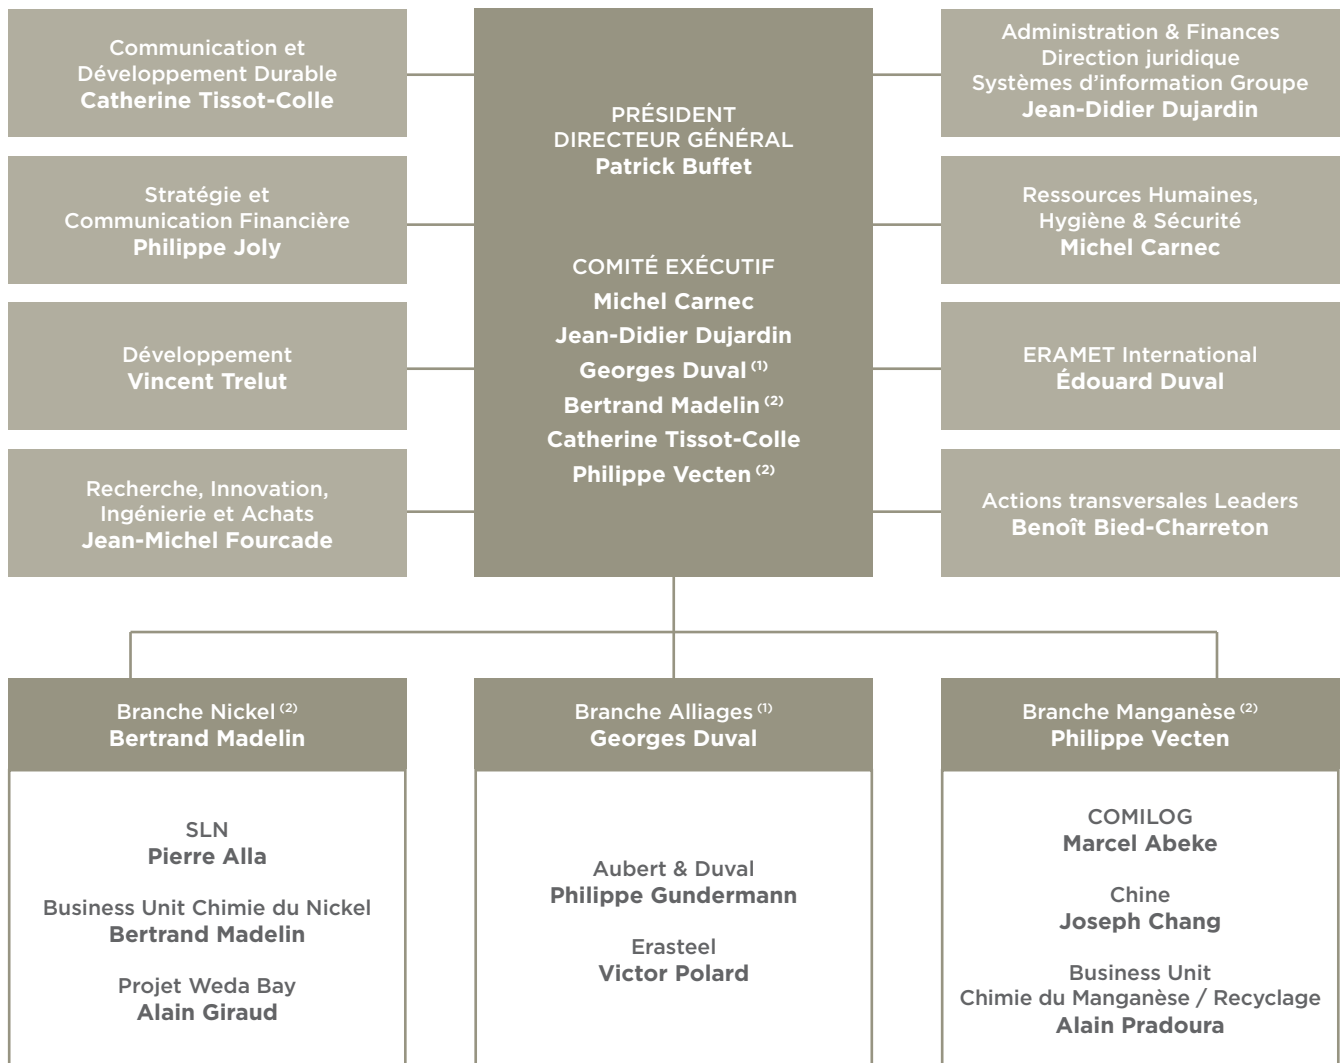 Communication et
Développement Durable
Catherine Tissot-Colle
Stratégie et
Communication Financière
Philippe Joly
Développement
Vincent Trelut
Recherche, Innovation,
Ingénierie et Achats
Jean-Michel Fourcade
PRÉSIDENT
DIRECTEUR GÉNÉRAL
Patrick Buffet
COMITÉ EXÉCUTIF
Michel Carnec
Jean-Didier Dujardin
Georges Duval (1)
Bertrand Madelin (2)
Catherine Tissot-Colle
Philippe Vecten (2)
Administration & Finances
Direction juridique
Systèmes d'information Groupe
Jean-Didier Dujardin
Ressources Humaines,
Hygiène & Sécurité
Michel Carnec
ERAMET International
Édouard Duval
Actions transversales Leaders
Benoît Bied-Charreton
Branche Nickel (2)
Bertrand Madelin
SLN
Pierre Alla
Business Unit Chimie du Nickel
Bertrand Madelin
Projet Weda Bay
Alain Giraud
Branche Alliages (1)
Georges Duval
Aubert & Duval
Philippe Gundermann
Erasteel
Victor Polard
Branche Manganèse (2)
Philippe Vecten
COMILOG
Marcel Abeke
Chine
Joseph Chang
Business Unit
Chimie du Manganèse / Recyclage
Alain Pradoura